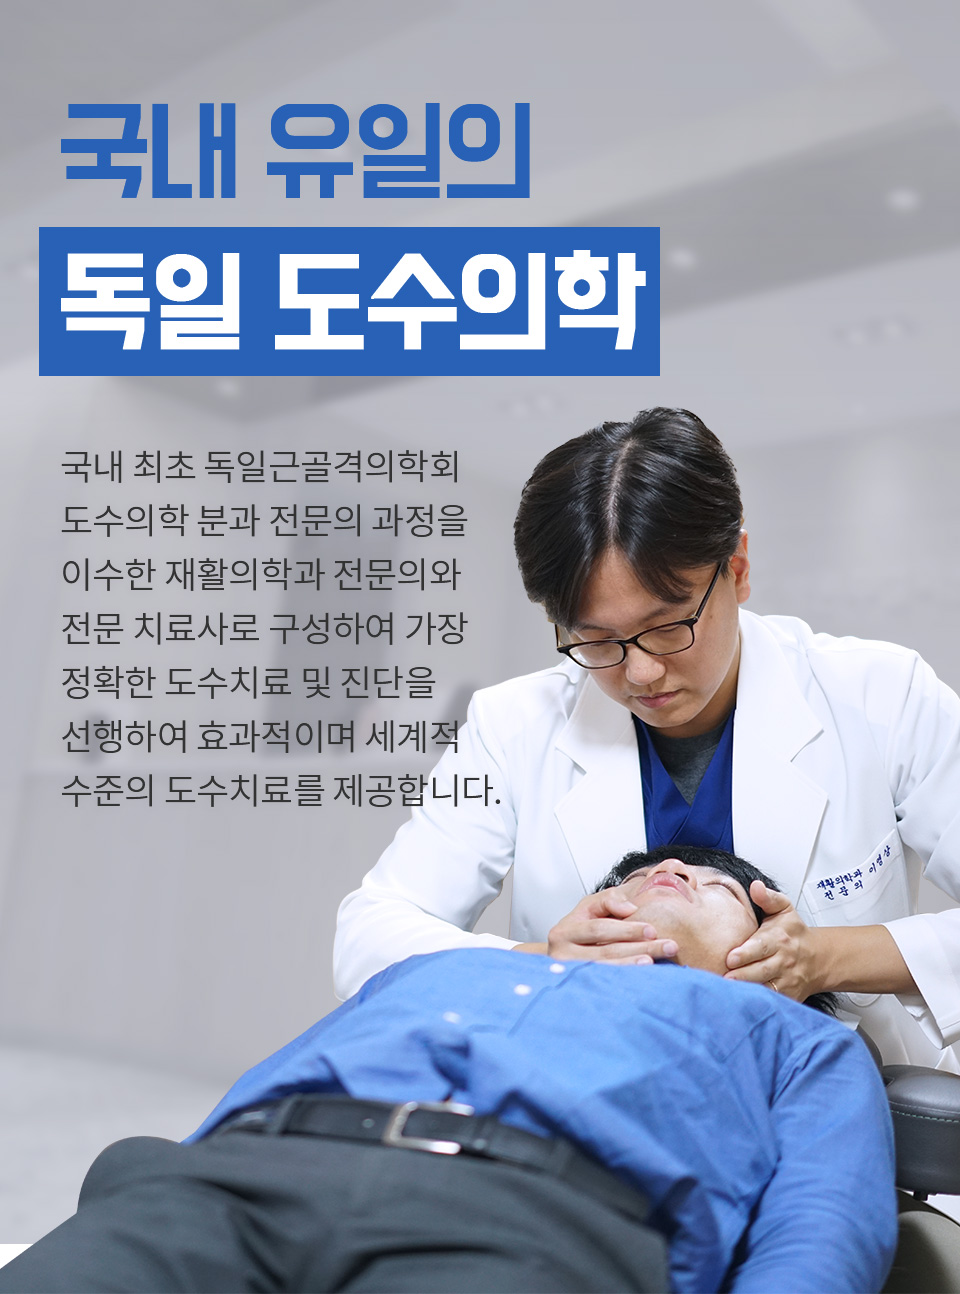 국내 유일의
독일 도수의학
국내 최초 독일근골격의학회
도수의학 분과 전문의 과정을
이수한 재활의학과 전문의와
전문 치료사로 구성하여 가장
정확한 도수치료 및 진단을
선행하여 효과적이며 세계적
수준의 도수치료를 제공합니다.
재활의학과
전문의 이영상